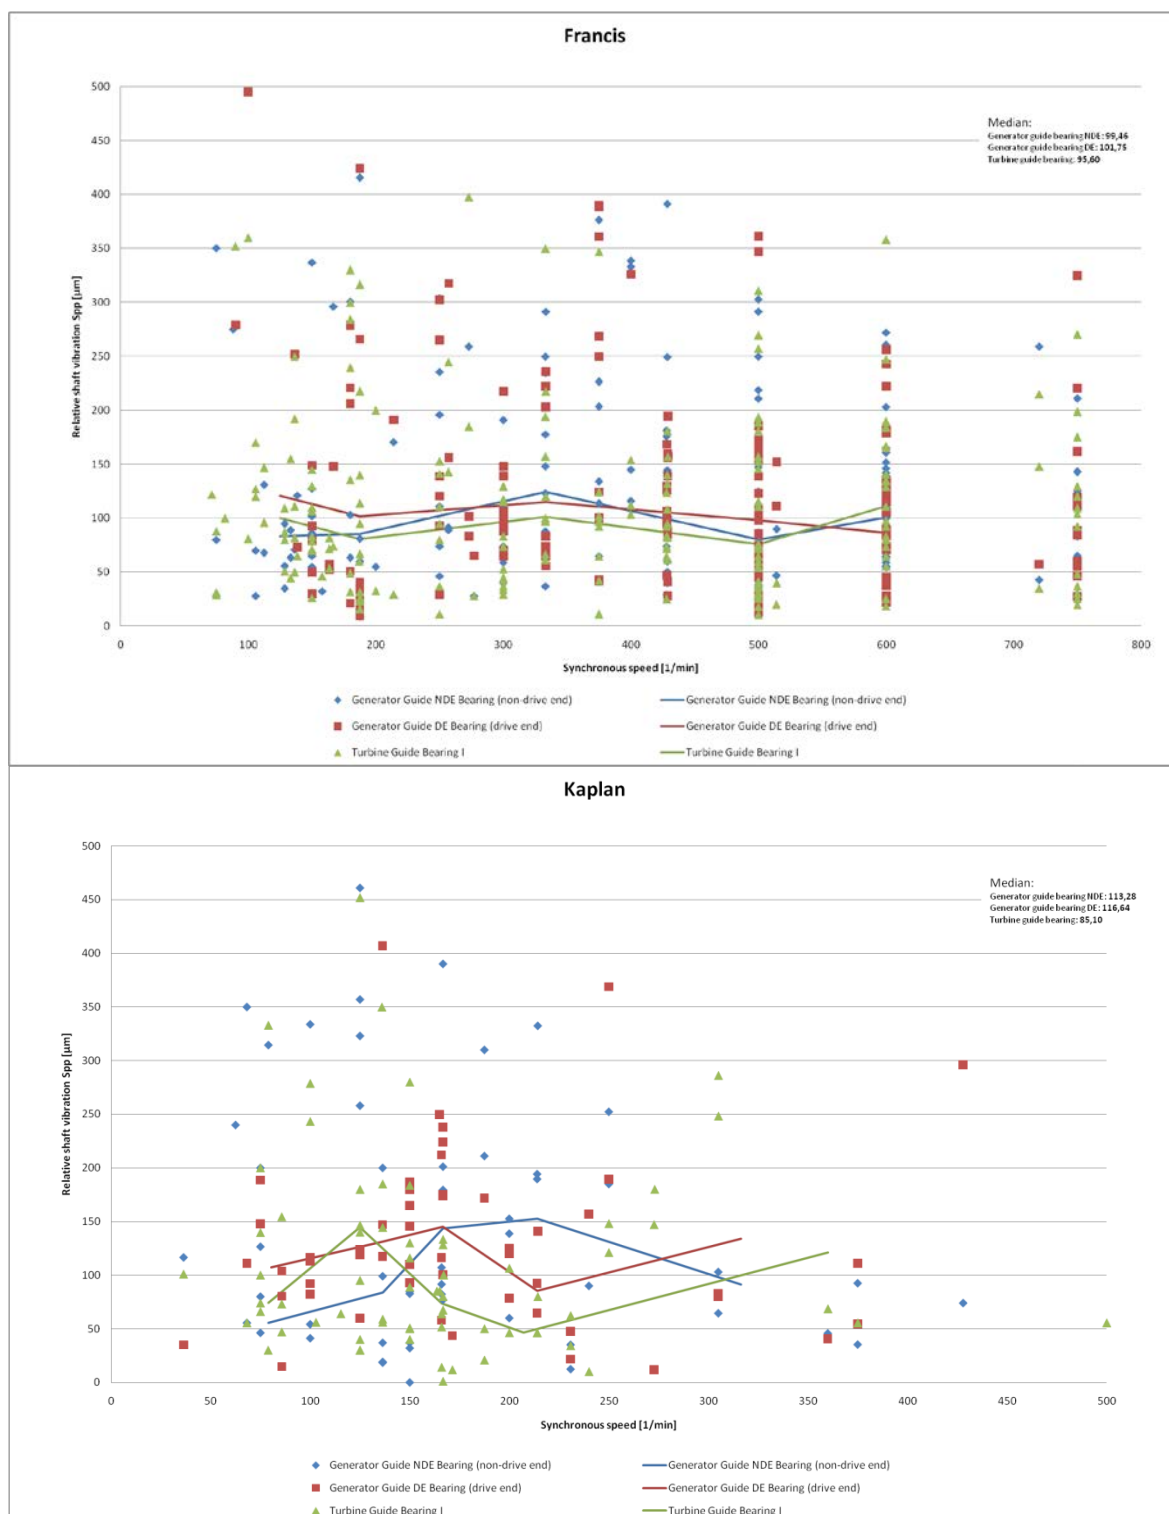 Francis
500
450
400
350
300
250
200
150
100
50
0
Relative shaft vibration Spp [µm]
Median:
Generator guide bearing NDE: 99,46
Generator guide bearing DE: 101,75
Turbine guide bearing: 95,60
0 100 200 300 400 500 600 700 800
Synchronous speed [1/min]
Generator Guide NDE Bearing (non-drive end) Generator Guide NDE Bearing (non-drive end)
Generator Guide DE Bearing (drive end) Generator Guide DE Bearing (drive end)
Turbine Guide Bearing I Turbine Guide Bearing I
Kaplan
500
450
400
350
300
250
200
150
100
50
0
Relative shaft vibration Spp [µm]
Median:
Generator guide bearing NDE: 113,28
Generator guide bearing DE: 116,64
Turbine guide bearing: 85,10
0 50 100 150 200 250 300 350 400 450 500
Synchronous speed [1/min]
Generator Guide NDE Bearing (non-drive end) Generator Guide NDE Bearing (non-drive end)
Generator Guide DE Bearing (drive end) Generator Guide DE Bearing (drive end)
Turbine Guide Bearing I Turbine Guide Bearing I